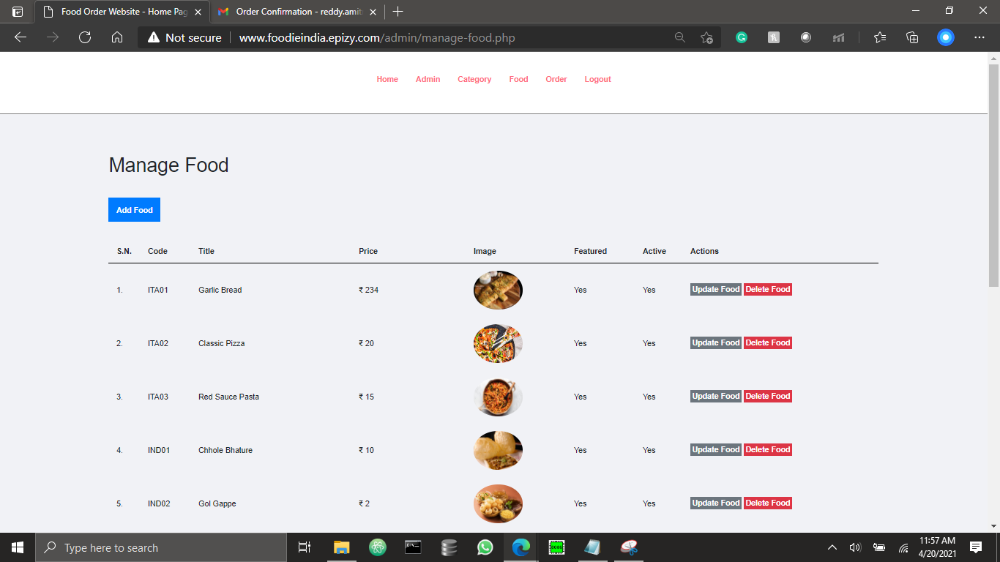 Food Order Website - Home Pag
Order Confirmation - reddy.amit
Not secure www.foodieindia.epizy.com/admin/manage-food.php
Home Admin Category Food Order Logout
Manage Food
Add Food
S.N. Code Title Price Image Featured Active Actions
1. ITA01 Garlic Bread ₹ 234 Yes Yes Update Food Delete Food
2. ITA02 Classic Pizza ₹ 20 Yes Yes Update Food Delete Food
3. ITA03 Red Sauce Pasta ₹ 15 Yes Yes Update Food Delete Food
4. IND01 Chhole Bhature ₹ 10 Yes Yes Update Food Delete Food
5. IND02 Gol Gappe ₹ 2 Yes Yes Update Food Delete Food
Type here to search
11:57 AM
4/20/2021